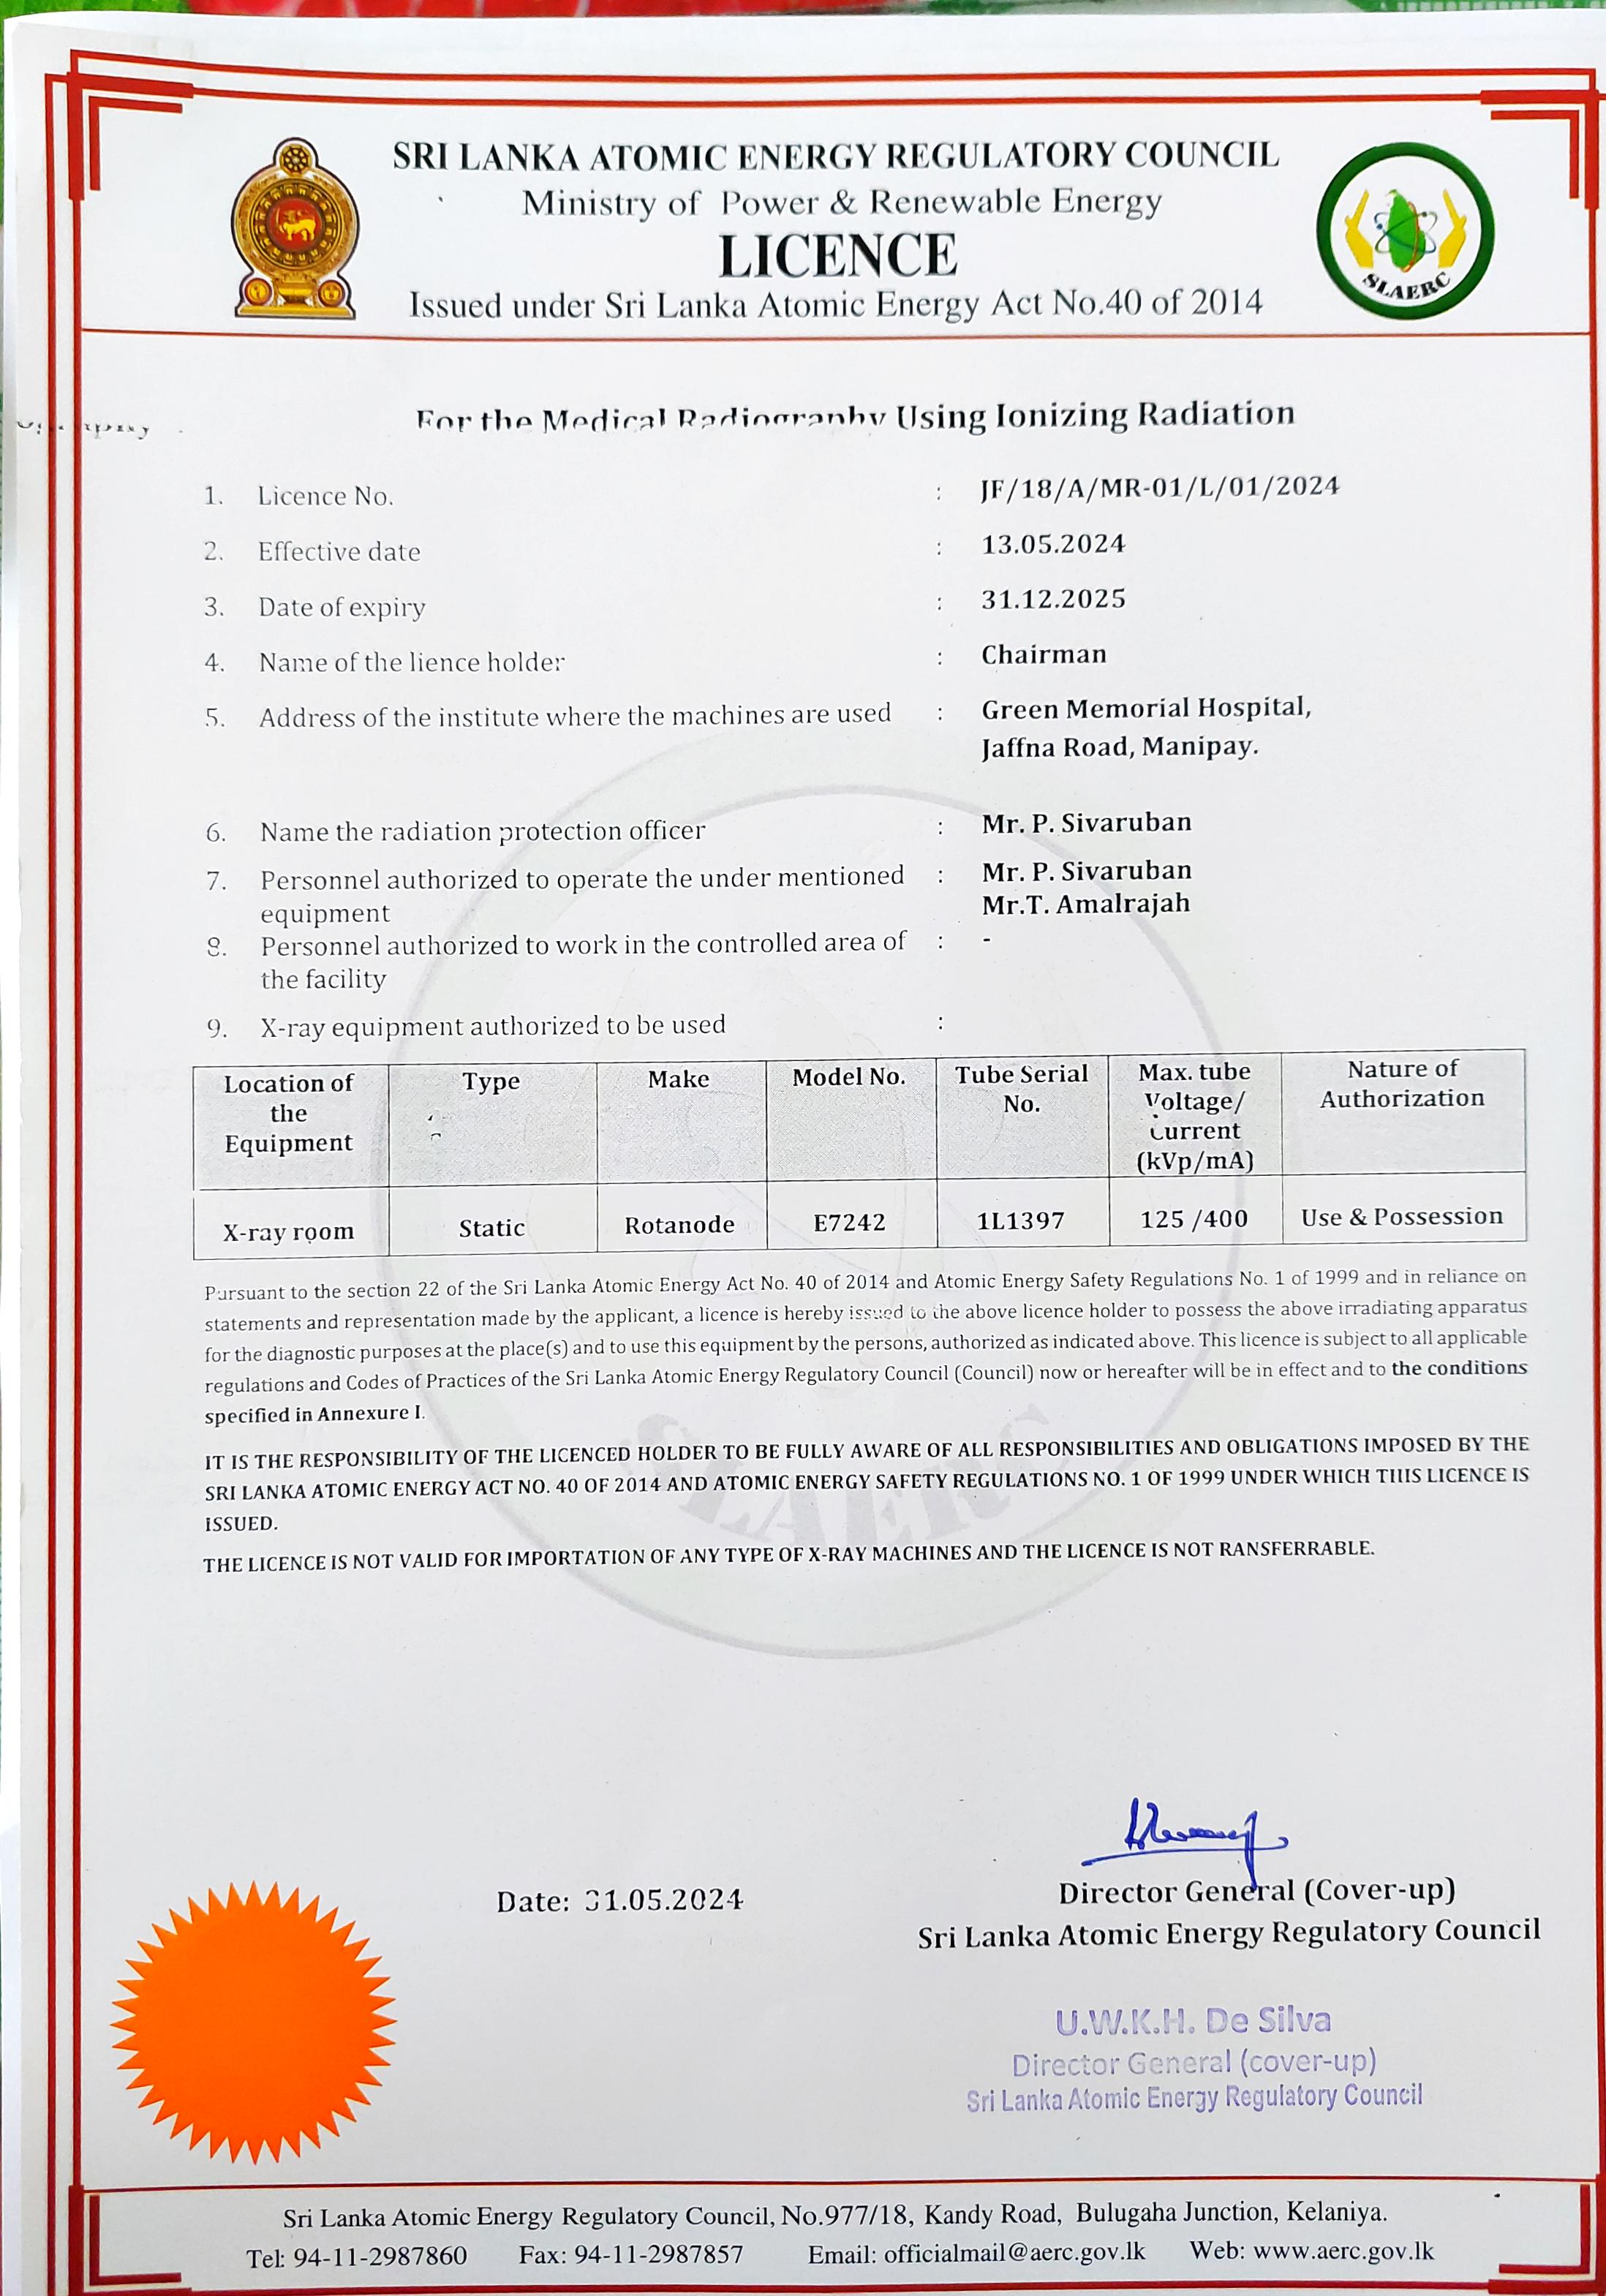 SRI LANKA ATOMIC ENERGY REGULATORY COUNCIL
Ministry of Power & Renewable Energy
LICENCE
Issued under Sri Lanka Atomic Energy Act No.40 of 2014
SLAERC
For the Medical Radiography Using Ionizing Radiation
1. Licence No. : JF/18/A/MR-01/L/01/2024
2. Effective date : 13.05.2024
3. Date of expiry : 31.12.2025
4. Name of the lience holder : Chairman
5. Address of the institute where the machines are used : Green Memorial Hospital,
Jaffna Road, Manipay.
6. Name the radiation protection officer : Mr. P. Sivaruban
7. Personnel authorized to operate the under mentioned : Mr. P. Sivaruban
equipment Mr.T. Amalrajah
8. Personnel authorized to work in the controlled area of : -
the facility
9. X-ray equipment authorized to be used :
Location of the Equipment Type Make Model No. Tube Serial No. Max. tube Voltage/ Current (kVp/mA) Nature of Authorization
X-ray room Static Rotanode E7242 1L1397 125 /400 Use & Possession
Pursuant to the section 22 of the Sri Lanka Atomic Energy Act No. 40 of 2014 and Atomic Energy Safety Regulations No. 1 of 1999 and in reliance on
statements and representation made by the applicant, a licence is hereby issued to the above licence holder to possess the above irradiating apparatus
for the diagnostic purposes at the place(s) and to use this equipment by the persons, authorized as indicated above. This licence is subject to all applicable
regulations and Codes of Practices of the Sri Lanka Atomic Energy Regulatory Council (Council) now or hereafter will be in effect and to the conditions
specified in Annexure I.
IT IS THE RESPONSIBILITY OF THE LICENCED HOLDER TO BE FULLY AWARE OF ALL RESPONSIBILITIES AND OBLIGATIONS IMPOSED BY THE
SRI LANKA ATOMIC ENERGY ACT NO. 40 OF 2014 AND ATOMIC ENERGY SAFETY REGULATIONS NO. 1 OF 1999 UNDER WHICH THIS LICENCE IS
ISSUED.
THE LICENCE IS NOT VALID FOR IMPORTATION OF ANY TYPE OF X-RAY MACHINES AND THE LICENCE IS NOT RANSFERRABLE.
SLAERC
Date: 31.05.2024
Director General (Cover-up)
Sri Lanka Atomic Energy Regulatory Council
U.W.K.H. De Silva
Director General (cover-up)
Sri Lanka Atomic Energy Regulatory Council
Sri Lanka Atomic Energy Regulatory Council, No.977/18, Kandy Road, Bulugaha Junction, Kelaniya.
Tel: 94-11-2987860 Fax: 94-11-2987857 Email: officialmail@aerc.gov.lk Web: www.aerc.gov.lk